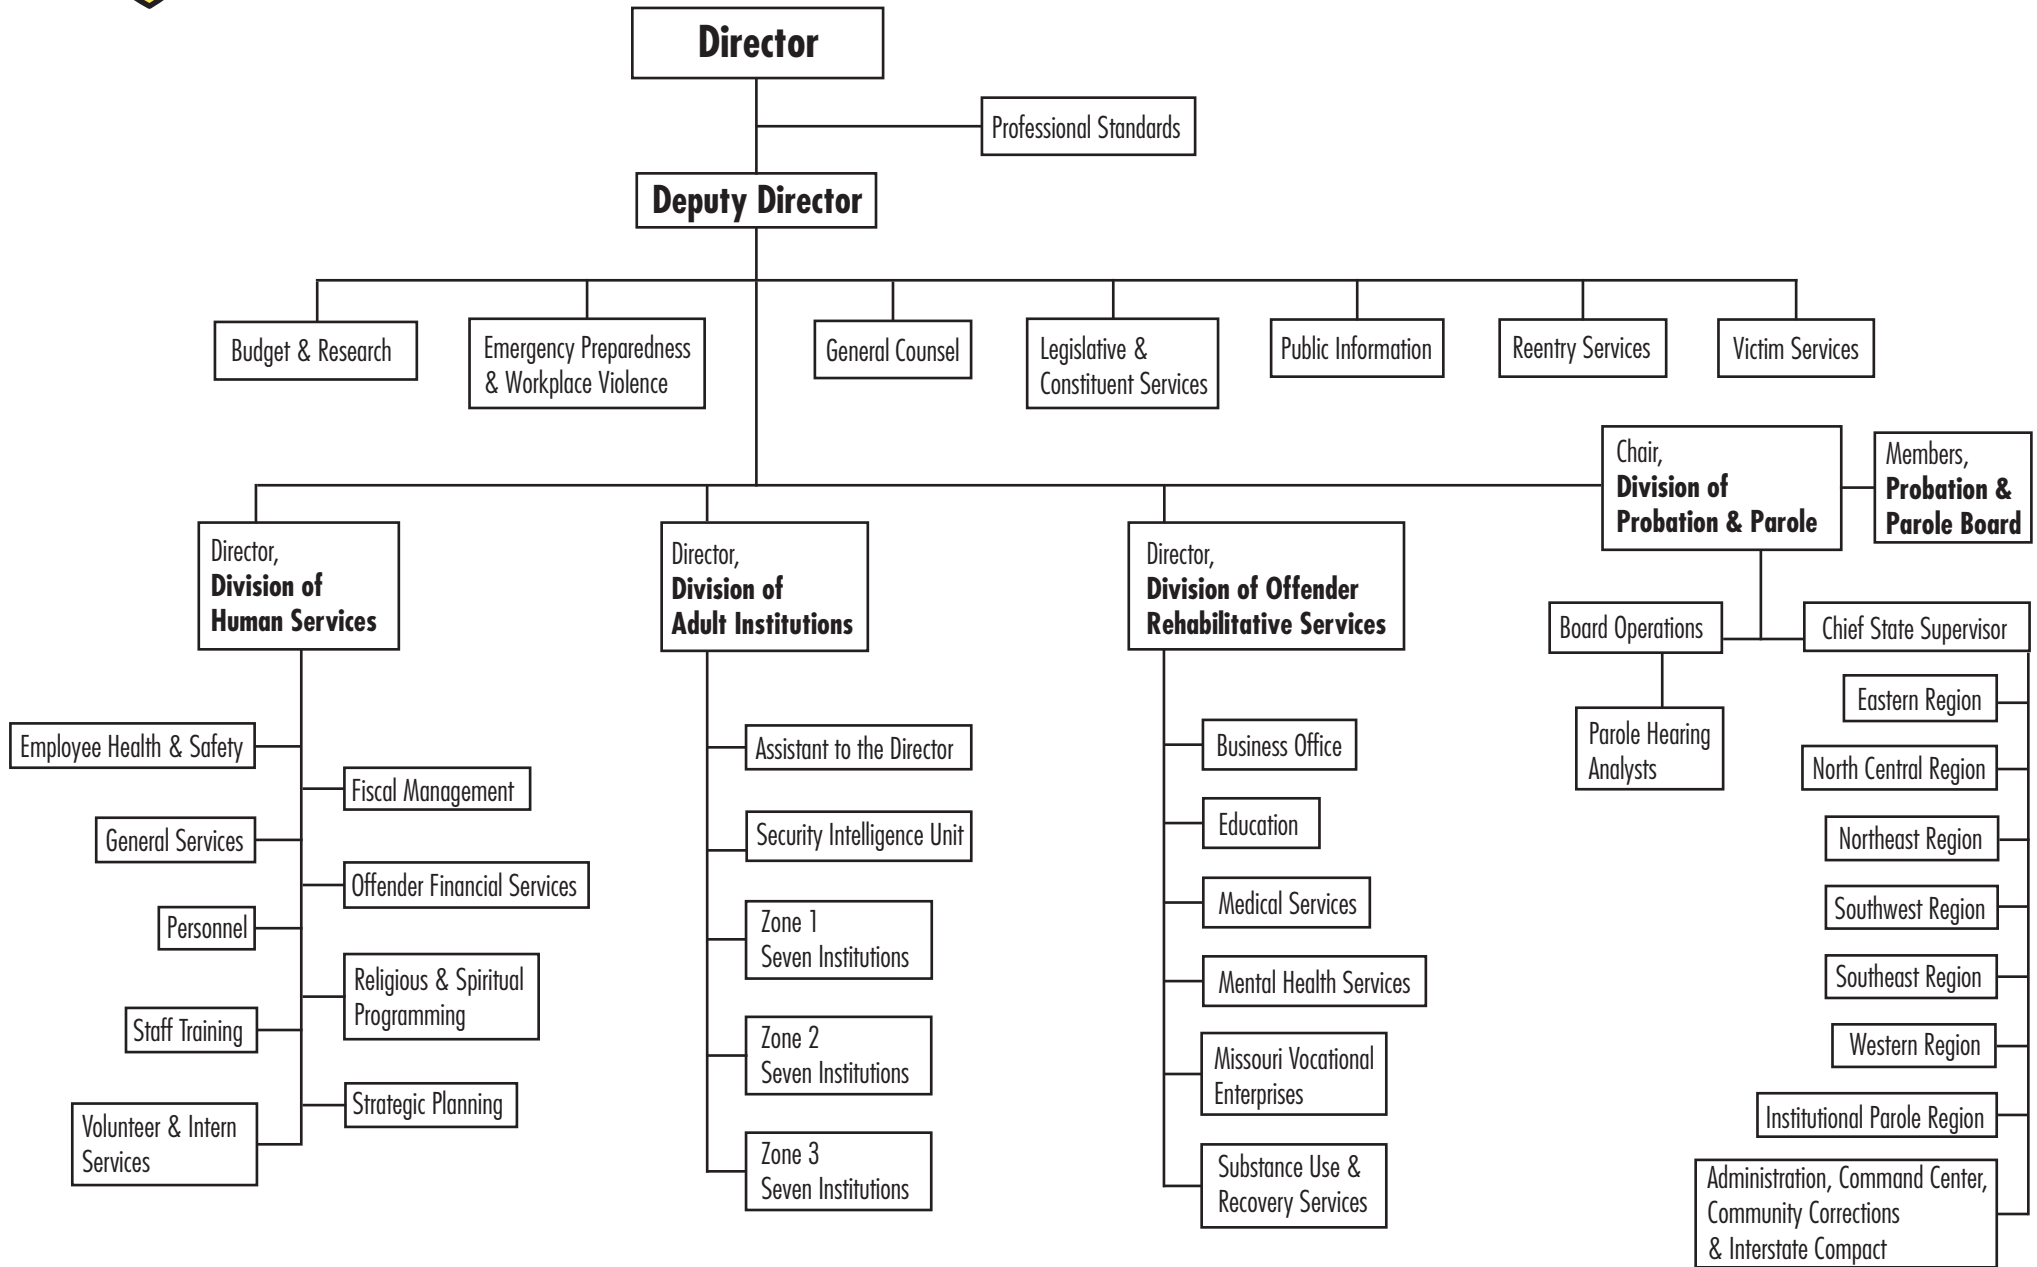 Director
Professional Standards
Deputy Director
Budget & Research
Emergency Preparedness
& Workplace Violence
General Counsel
Legislative &
Constituent Services
Public Information
Reentry Services
Victim Services
Chair,
Division of
Probation & Parole
Members,
Probation &
Parole Board
Director,
Division of
Human Services
Director,
Division of
Adult Institutions
Director,
Division of Offender
Rehabilitative Services
Board Operations
Chief State Supervisor
Parole Hearing
Analysts
Employee Health & Safety
Fiscal Management
General Services
Offender Financial Services
Personnel
Religious & Spiritual
Programming
Staff Training
Strategic Planning
Volunteer & Intern
Services
Assistant to the Director
Security Intelligence Unit
Zone 1
Seven Institutions
Zone 2
Seven Institutions
Zone 3
Seven Institutions
Business Office
Education
Medical Services
Mental Health Services
Missouri Vocational
Enterprises
Substance Use &
Recovery Services
Eastern Region
North Central Region
Northeast Region
Southwest Region
Southeast Region
Western Region
Institutional Parole Region
Administration, Command Center,
Community Corrections
& Interstate Compact